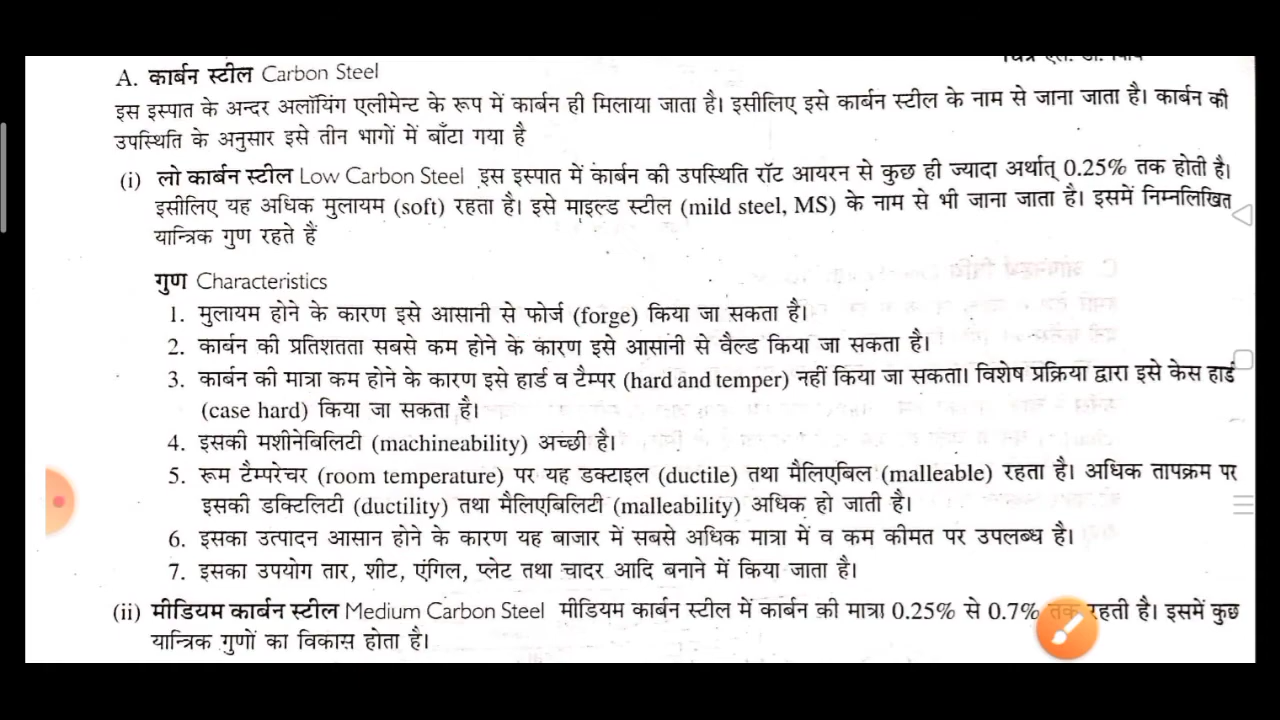 A. कार्बन स्टील Carbon Steel
इस इस्पात के अन्दर अलॉयिंग एलीमेन्ट के रूप में कार्बन ही मिलाया जाता है। इसीलिए इसे कार्बन स्टील के नाम से जाना जाता है। कार्बन की
उपस्थिति के अनुसार इसे तीन भागों में बाँटा गया है
(i) लो कार्बन स्टील Low Carbon Steel इस इस्पात में कार्बन की उपस्थिति रॉट आयरन से कुछ ही ज्यादा अर्थात् 0.25% तक होती है।
इसीलिए यह अधिक मुलायम (soft) रहता है। इसे माइल्ड स्टील (mild steel, MS) के नाम से भी जाना जाता है। इसमें निम्नलिखित
यान्त्रिक गुण रहते हैं
गुण Characteristics
1. मुलायम होने के कारण इसे आसानी से फोर्ज (forge) किया जा सकता है।
2. कार्बन की प्रतिशतता सबसे कम होने के कारण इसे आसानी से वैल्ड किया जा सकता है।
3. कार्बन की मात्रा कम होने के कारण इसे हार्ड व टैम्पर (hard and temper) नहीं किया जा सकता। विशेष प्रक्रिया द्वारा इसे केस हार्ड
(case hard) किया जा सकता है।
4. इसकी मशीनेबिलिटी (machineability) अच्छी है।
5. रूम टैम्परेचर (room temperature) पर यह डक्टाइल (ductile) तथा मैलिएबिल (malleable) रहता है। अधिक तापक्रम पर
इसकी डक्टिलिटी (ductility) तथा मैलिएबिलिटी (malleability) अधिक हो जाती है।
6. इसका उत्पादन आसान होने के कारण यह बाजार में सबसे अधिक मात्रा में व कम कीमत पर उपलब्ध है।
7. इसका उपयोग तार, शीट, एंगिल, प्लेट तथा चादर आदि बनाने में किया जाता है।
(ii) मीडियम कार्बन स्टील Medium Carbon Steel मीडियम कार्बन स्टील में कार्बन की मात्रा 0.25% से 0.7% तक रहती है। इसमें कुछ
यान्त्रिक गुणों का विकास होता है।